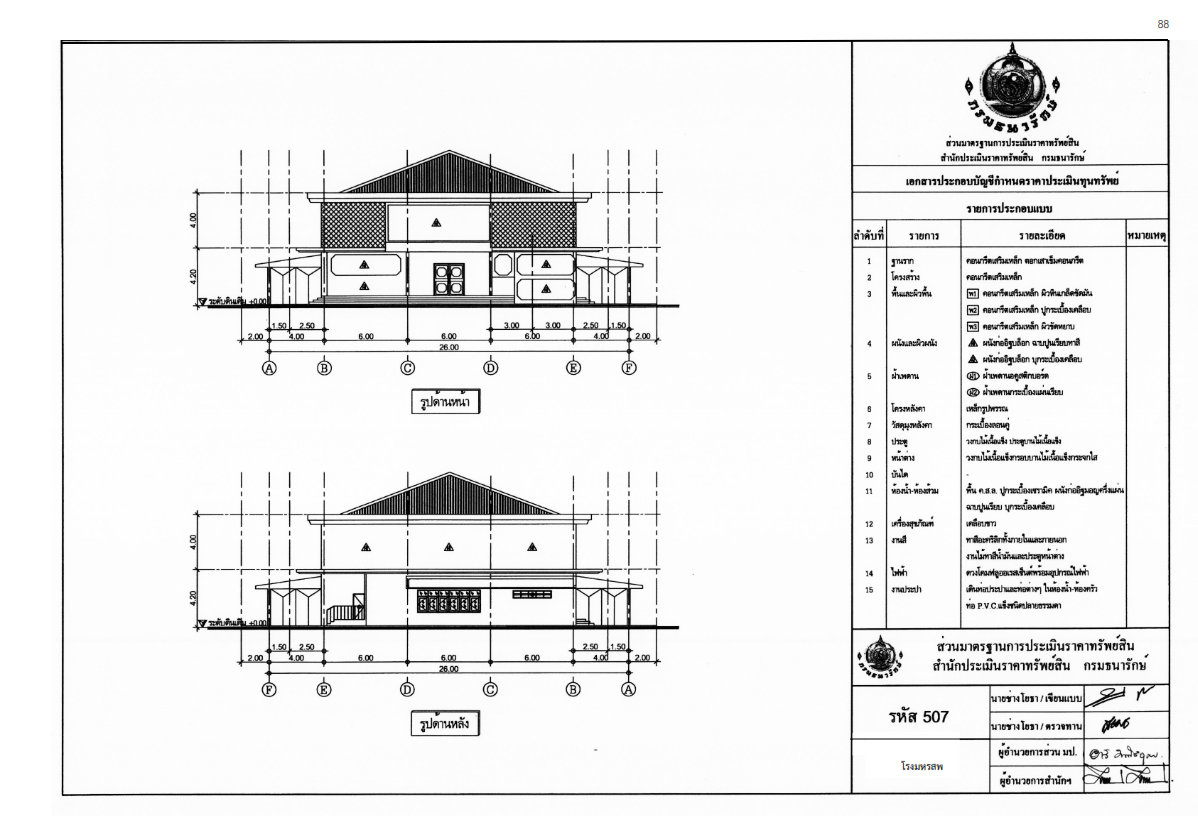 88
4.00
4.20
ระดับดินเดิม +0.00
1.50 2.50 3.00 3.00 2.50 1.50
2.00 4.00 6.00 6.00 6.00 4.00 2.00
26.00
A B C D E F
รูปด้านหน้า
4.00
4.20
ระดับดินเดิม +0.00
1.50 2.50 2.50 1.50
2.00 4.00 6.00 6.00 6.00 4.00 2.00
26.00
F E D C B A
รูปด้านหลัง
กรมธนารักษ์
ส่วนมาตรฐานการประเมินราคาทรัพย์สิน
สำนักประเมินราคาทรัพย์สิน กรมธนารักษ์
เอกสารประกอบบัญชีกำหนดราคาประเมินทุนทรัพย์
รายการประกอบแบบ
ลำดับที่ รายการ รายละเอียด หมายเหตุ
1 ฐานราก คอนกรีตเสริมเหล็ก ตอกเสาเข็มคอนกรีต
2 โครงสร้าง คอนกรีตเสริมเหล็ก
3 พื้นและผิวพื้น พ1 คอนกรีตเสริมเหล็ก ผิวหินเกล็ดขัดมัน
พ2 คอนกรีตเสริมเหล็ก ปูกระเบื้องเคลือบ
พ3 คอนกรีตเสริมเหล็ก ผิวขัดหยาบ
4 ผนังและผิวผนัง ผนังก่ออิฐบล็อก ฉาบปูนเรียบทาสี
ผนังก่ออิฐบล็อก บุกระเบื้องเคลือบ
5 ฝ้าเพดาน ฝ1 ฝ้าเพดานอคูสติกบอร์ด
ฝ2 ฝ้าเพดานกระเบื้องแผ่นเรียบ
6 โครงหลังคา เหล็กรูปพรรณ
7 วัสดุมุงหลังคา กระเบื้องลอนคู่
8 ประตู วงกบไม้เนื้อแข็ง ประตูบานไม้เนื้อแข็ง
9 หน้าต่าง วงกบไม้เนื้อแข็งกรอบบานไม้เนื้อแข็งกระจกใส
10 บันได -
11 ห้องน้ำ-ห้องส้วม พื้น ค.ส.ล. ปูกระเบื้องเซรามิค ผนังก่ออิฐมอญครึ่งแผ่น
ฉาบปูนเรียบ บุกระเบื้องเคลือบ
12 เครื่องสุขภัณฑ์ เคลือบขาว
13 งานสี ทาสีอะคริลิกทั้งภายในและภายนอก
งานไม้ทาสีน้ำมันและประตูหน้าต่าง
14 ไฟฟ้า ดวงโคมฟลูออเรสเซ็นต์พร้อมอุปกรณ์ไฟฟ้า
15 งานประปา เดินท่อประปาและท่อต่างๆ ในห้องน้ำ-ห้องครัว
ท่อ P.V.C.แข็งชนิดปลายธรรมดา
กรมธนารักษ์
ส่วนมาตรฐานการประเมินราคาทรัพย์สิน
สำนักประเมินราคาทรัพย์สิน กรมธนารักษ์
รหัส 507
โรงมหรสพ
นายช่างโยธา / เขียนแบบ
นายช่างโยธา / ตรวจทาน
ผู้อำนวยการส่วน มป.
ผู้อำนวยการสำนักฯ